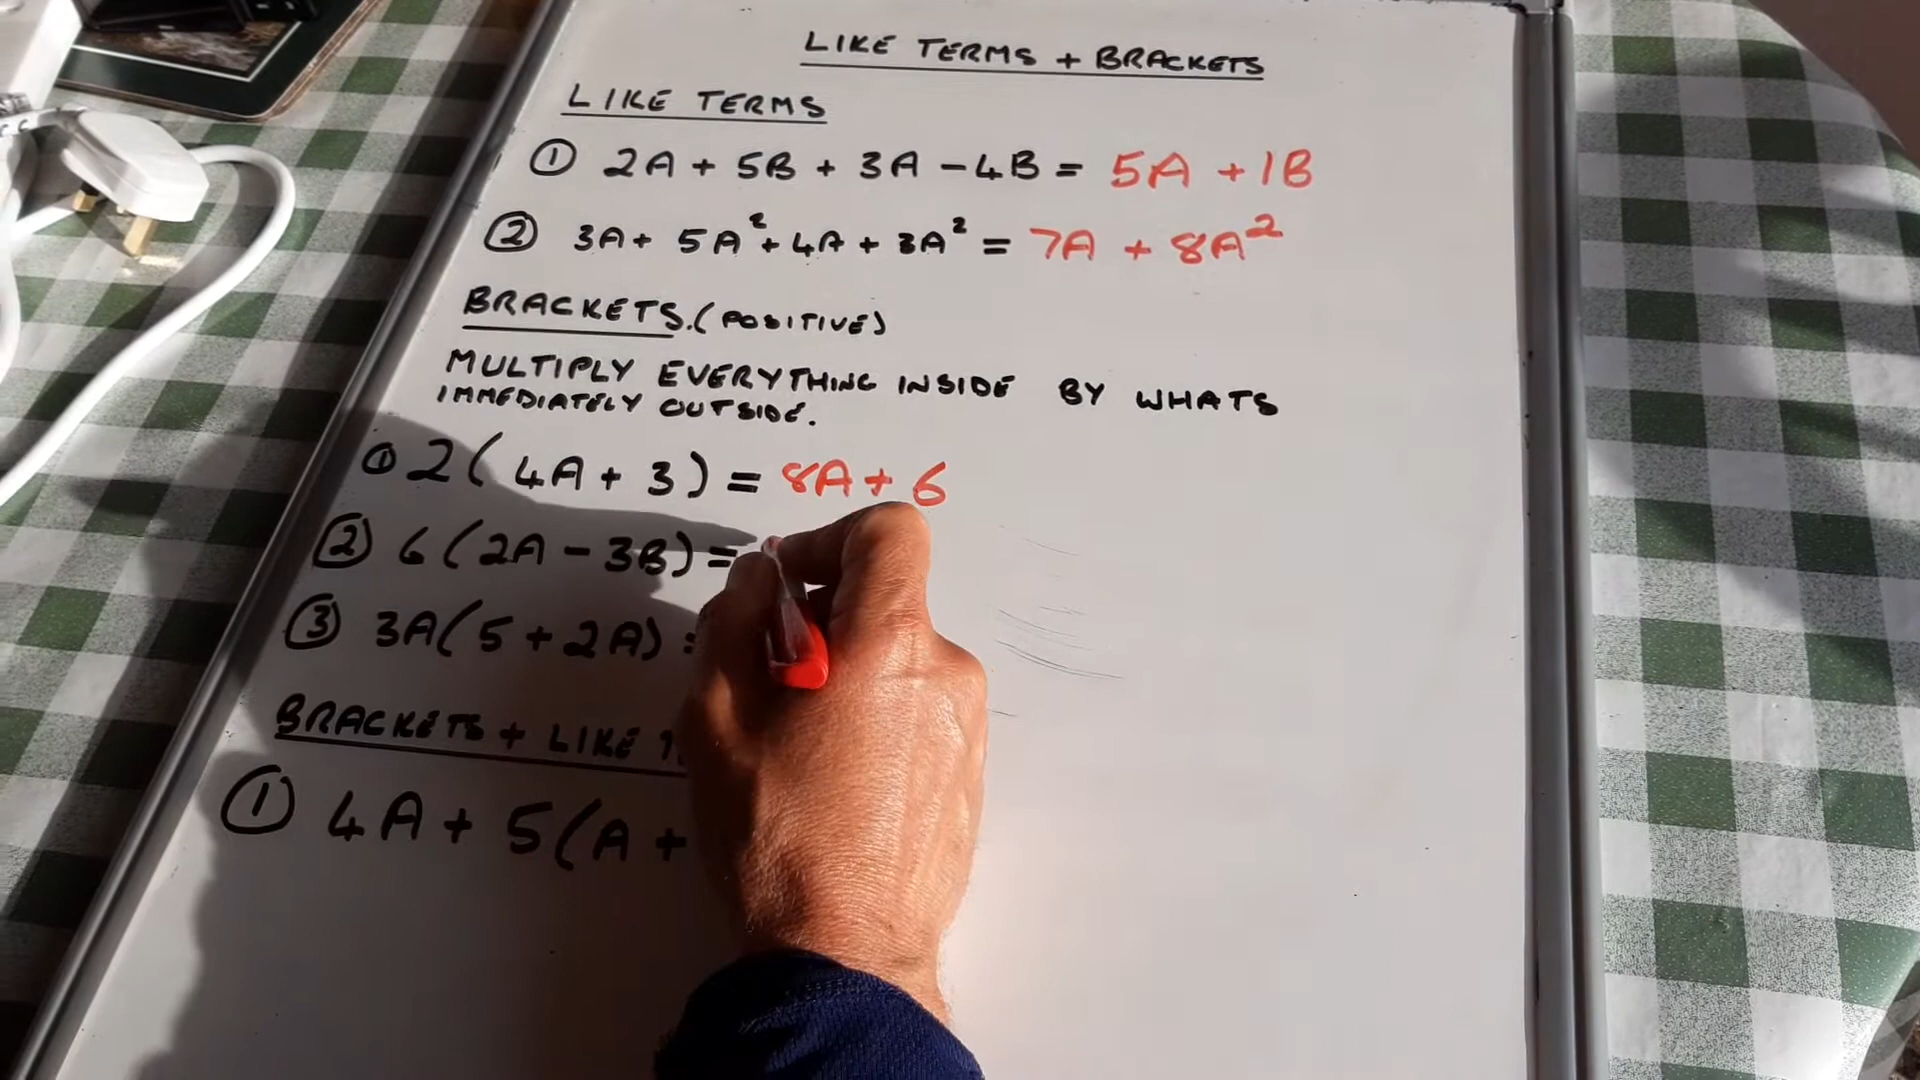 LIKE TERMS + BRACKETS
LIKE TERMS
① 2A + 5B + 3A - 4B = 5A + 1B
② 3A + 5A² + 4A + 3A² = 7A + 8A²
BRACKETS. (POSITIVE)
MULTIPLY EVERYTHING INSIDE BY WHATS
IMMEDIATELY OUTSIDE.
① 2(4A + 3) = 8A + 6
② 6(2A - 3B) =
③ 3A(5 + 2A) =
BRACKETS + LIKE
① 4A + 5(A +